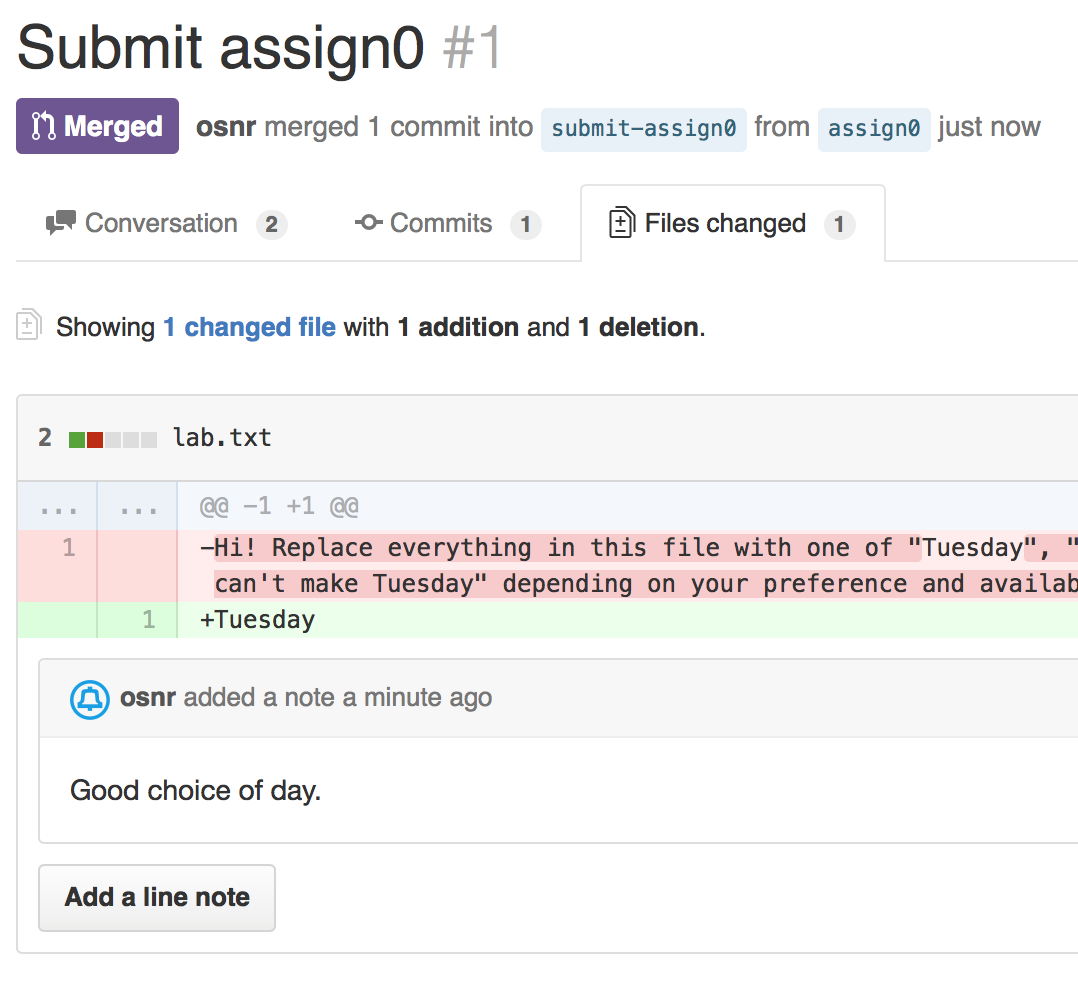 Submit assign0 #1
Merged osnr merged 1 commit into submit-assign0 from assign0 just now
Conversation 2 Commits 1 Files changed 1
Showing 1 changed file with 1 addition and 1 deletion.
2 lab.txt
... ... @@ -1 +1 @@
1 -Hi! Replace everything in this file with one of "Tuesday", "
can't make Tuesday" depending on your preference and availab
1 +Tuesday
osnr added a note a minute ago
Good choice of day.
Add a line note